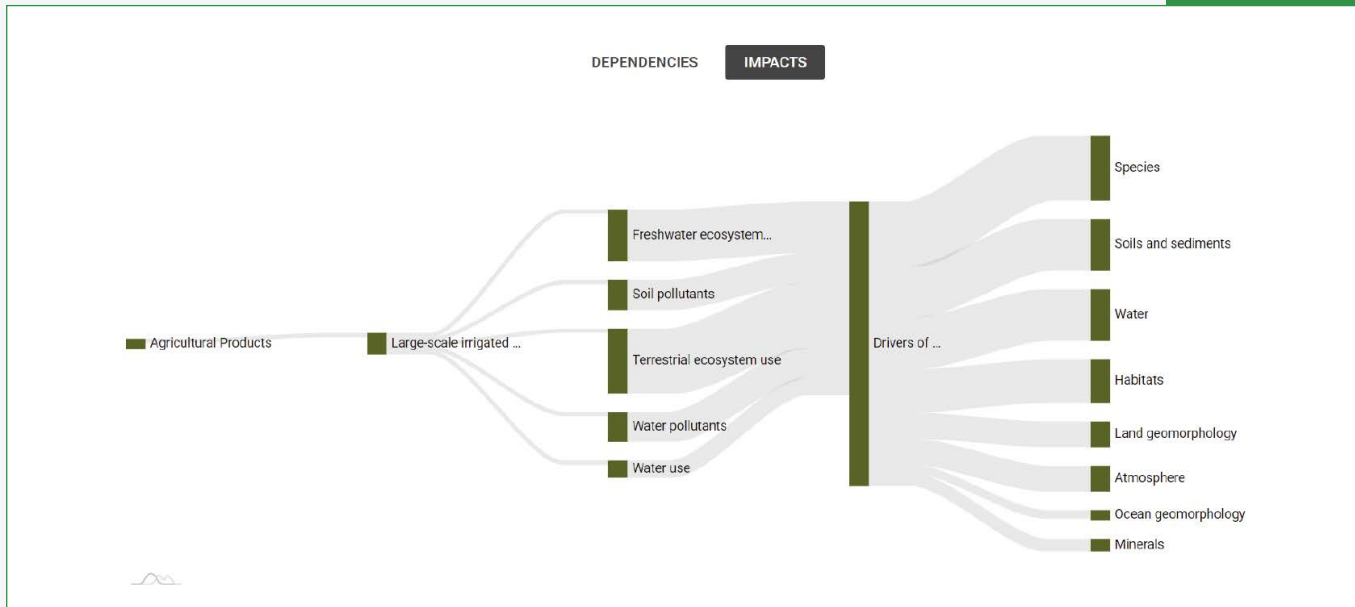 DEPENDENCIES
IMPACTS
Agricultural Products
Large-scale irrigated ...
Freshwater ecosystem...
Soil pollutants
Terrestrial ecosystem use
Water pollutants
Water use
Drivers of ...
Species
Soils and sediments
Water
Habitats
Land geomorphology
Atmosphere
Ocean geomorphology
Minerals